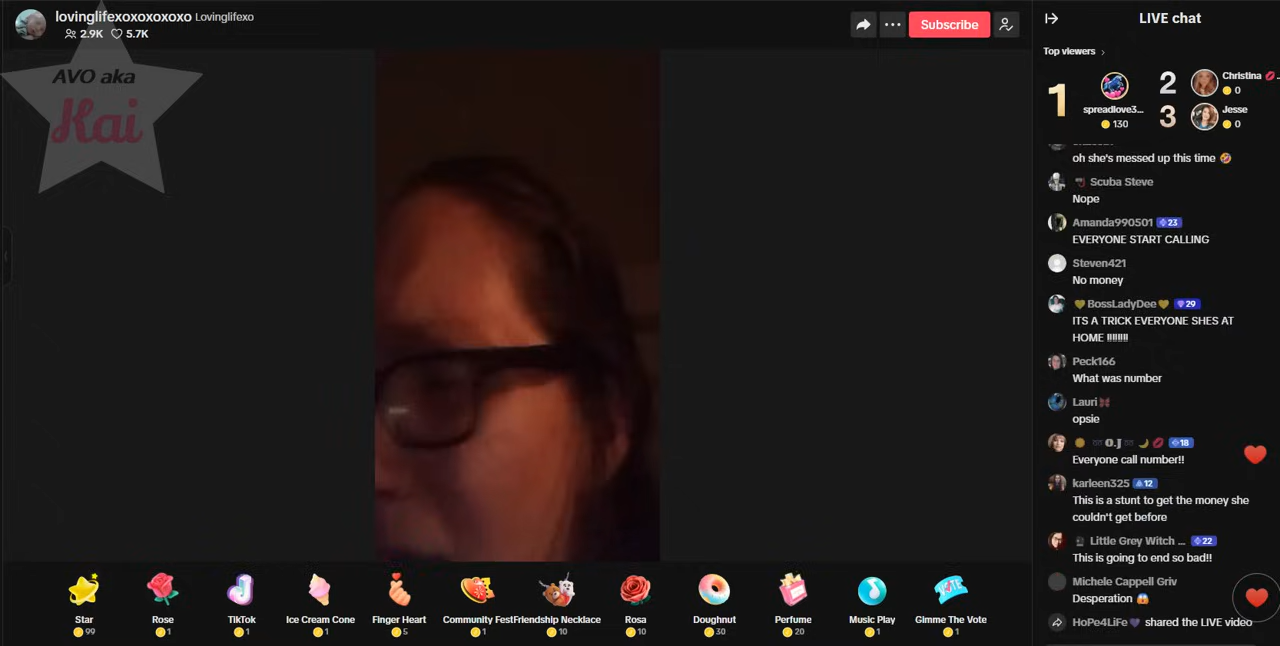 lovinglifexoxoxoxoxo Lovinglifexo
2.9K 5.7K
Subscribe
LIVE chat
AVO aka
Kai
Top viewers
1
spreadlove3...
130
2
Christina
0
3
Jesse
0
oh she's messed up this time
Scuba Steve
Nope
Amanda990501 23
EVERYONE START CALLING
Steven421
No money
BossLadyDee 29
ITS A TRICK EVERYONE SHES AT
HOME !!!!!!!!!
Peck166
What was number
Lauri
opsie
O.J 18
Everyone call number!!
karleen325 12
This is a stunt to get the money she
couldn't get before
Little Grey Witch ... 22
This is going to end so bad!!
Michele Cappell Griv
Desperation
HoPe4LiFe shared the LIVE video
Star
99
Rose
1
TikTok
1
Ice Cream Cone
1
Finger Heart
5
Community Fest
1
Friendship Necklace
10
Rosa
10
Doughnut
30
Perfume
20
Music Play
1
Gimme The Vote
1